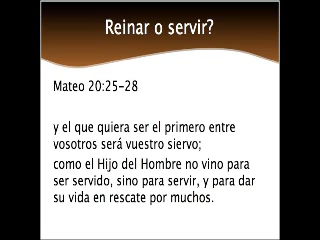 Reinar o servir?
Mateo 20:25-28
y el que quiera ser el primero entre
vosotros será vuestro siervo;
como el Hijo del Hombre no vino para
ser servido, sino para servir, y para dar
su vida en rescate por muchos.